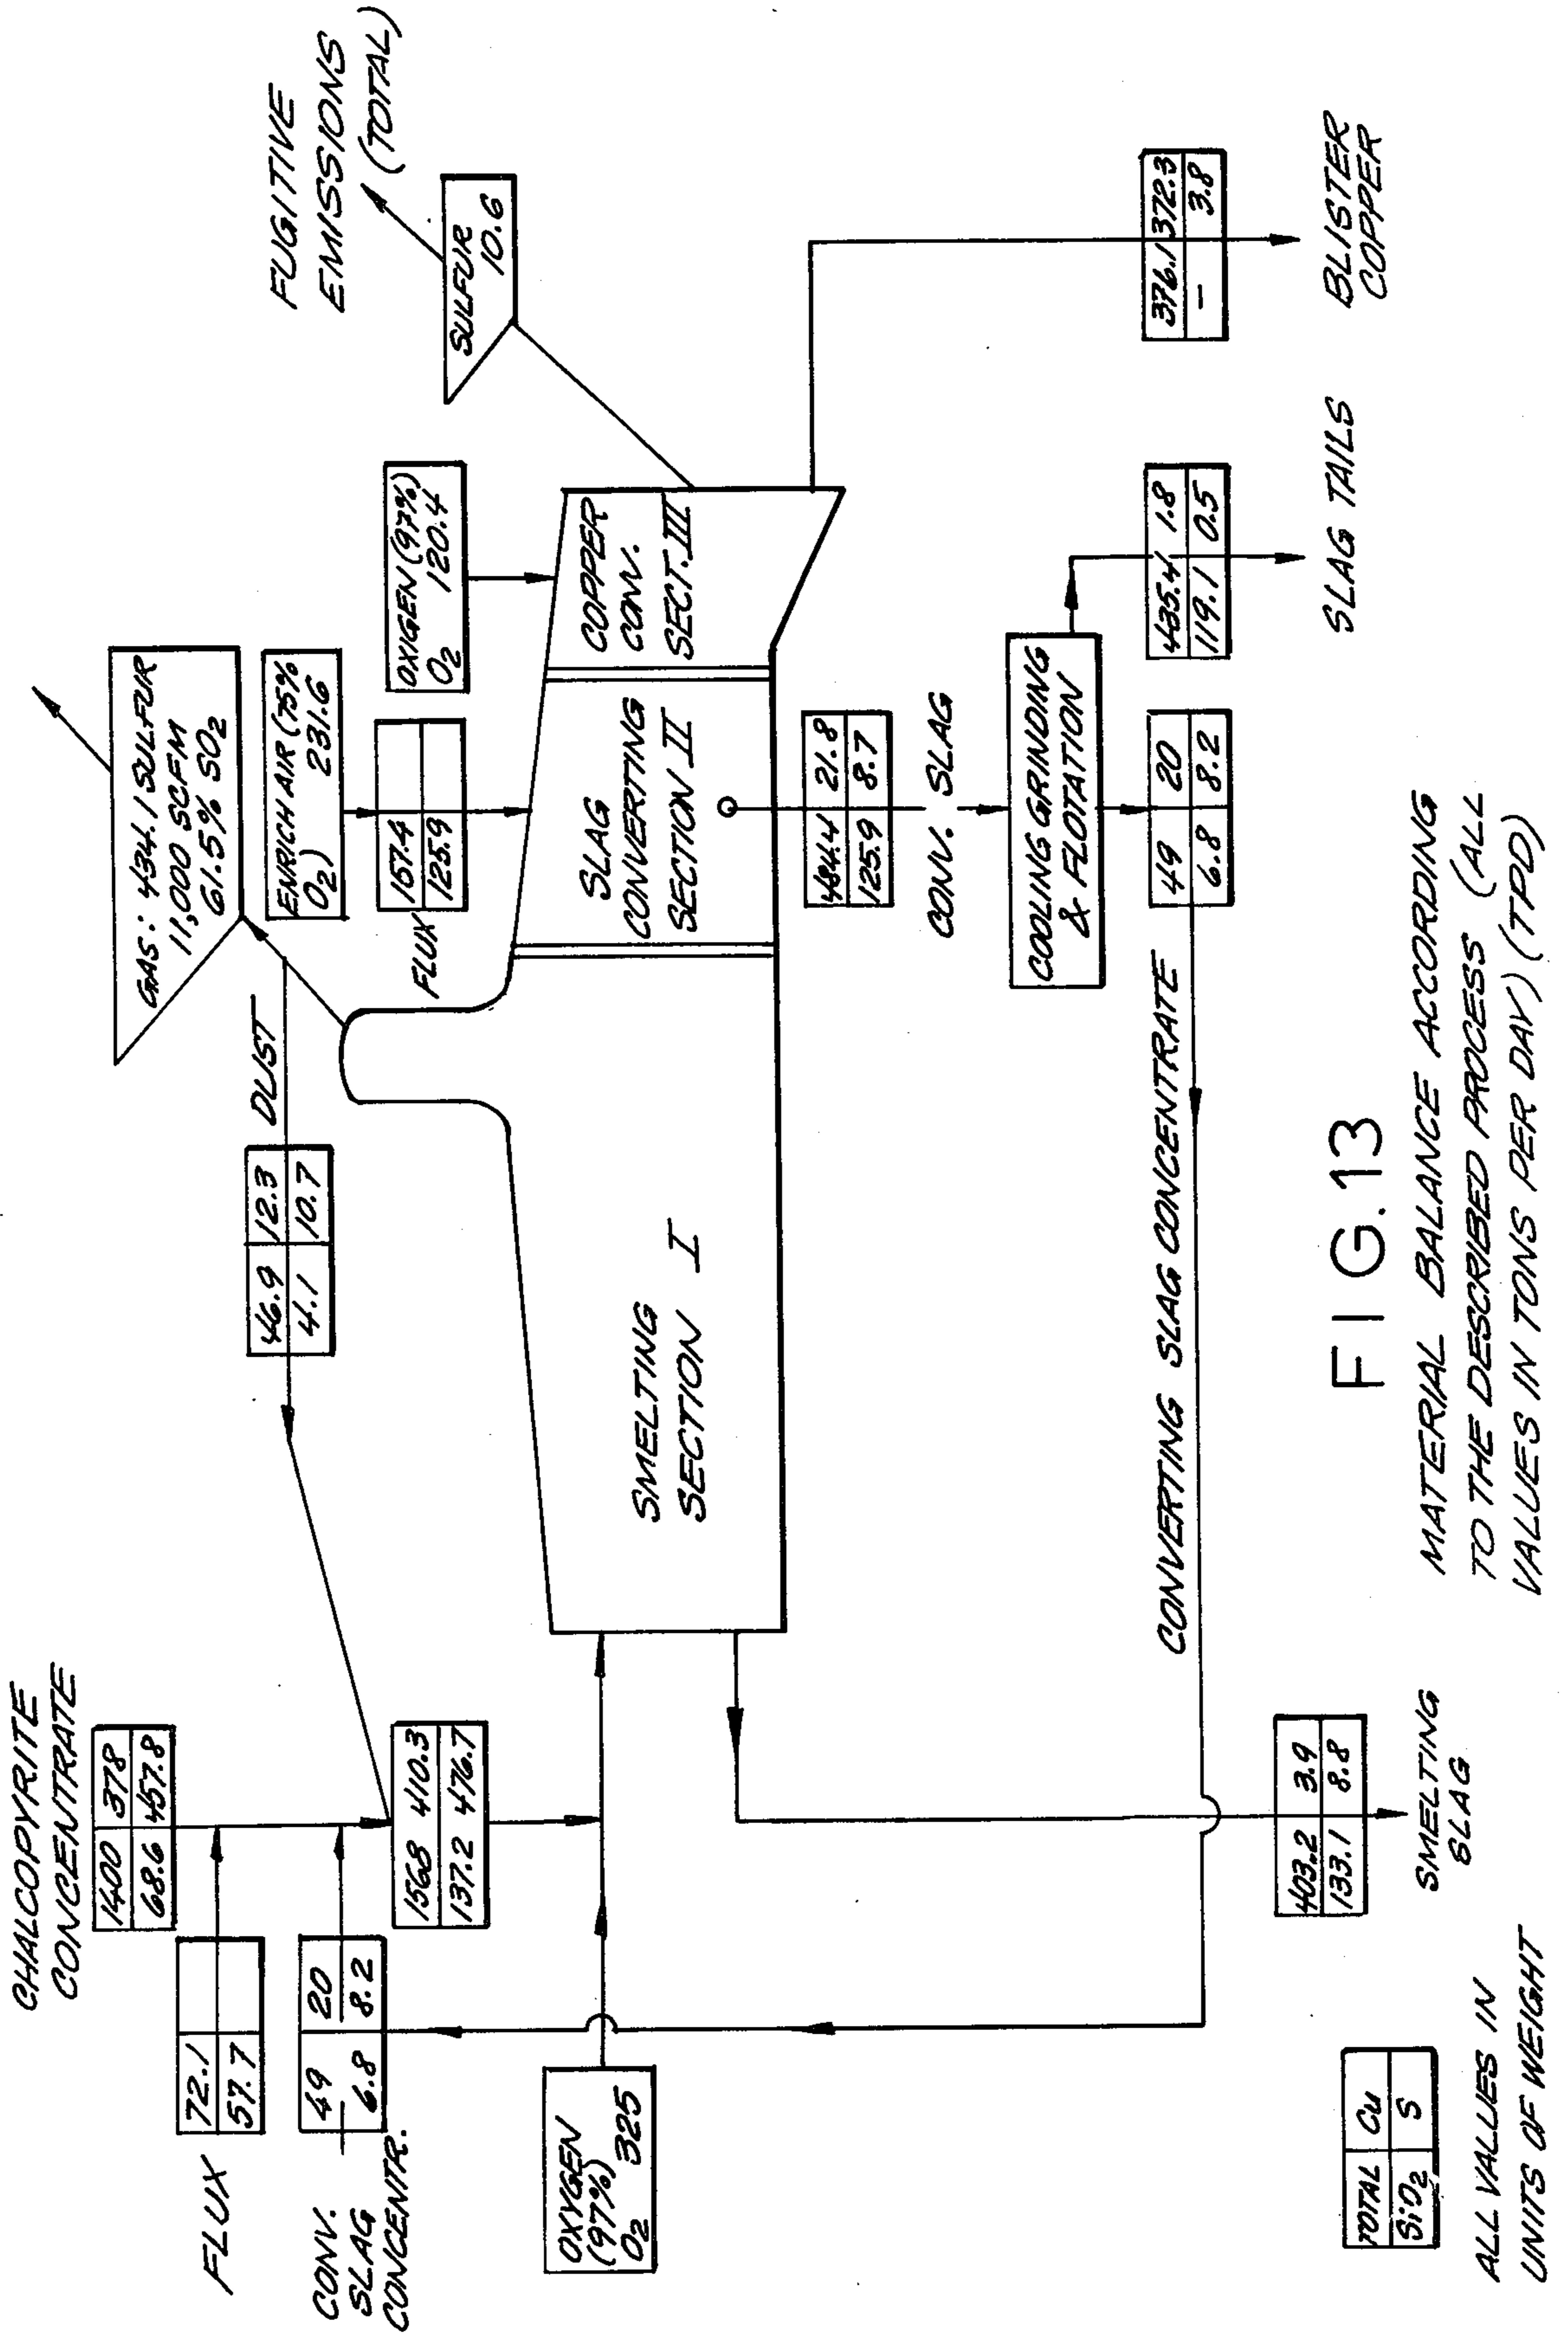 CHALCOPYRITE
CONCENTRATE
1400 378
68.6 457.8
FLUX
72.1
57.7
CONV.
SLAG
CONCENTR.
49 20
6.8 8.2
1568 410.3
137.2 476.7
OXYGEN
(97%)
O2 325
DUST
46.9 12.3
4.1 10.7
GAS: 434.1 SULFUR
11,000 SCFM
61.5% SO2
ENRICH AIR (75%
O2) 231.6
FLUX
157.4
125.9
OXIGEN (97%)
O2 120.4
FUGITIVE
EMISSIONS
(TOTAL)
SULFUR
10.6
SMELTING
SECTION I
SLAG
CONVERTING
SECTION II
COPPER
CONV.
SECT. III
484.4 21.8
125.9 8.7
CONV. SLAG
COOLING GRINDING
& FLOTATION
49 20
6.8 8.2
435.4 1.8
119.1 0.5
SLAG TAILS
376.1 372.3
- 3.8
BLISTER
COPPER
CONVERTING SLAG CONCENTRATE
403.2 3.9
133.1 8.8
SMELTING
SLAG
TOTAL Cu
SiO2 S
ALL VALUES IN
UNITS OF WEIGHT
FIG.13
MATERIAL BALANCE ACCORDING
TO THE DESCRIBED PROCESS (ALL
VALUES IN TONS PER DAY) (TPD)